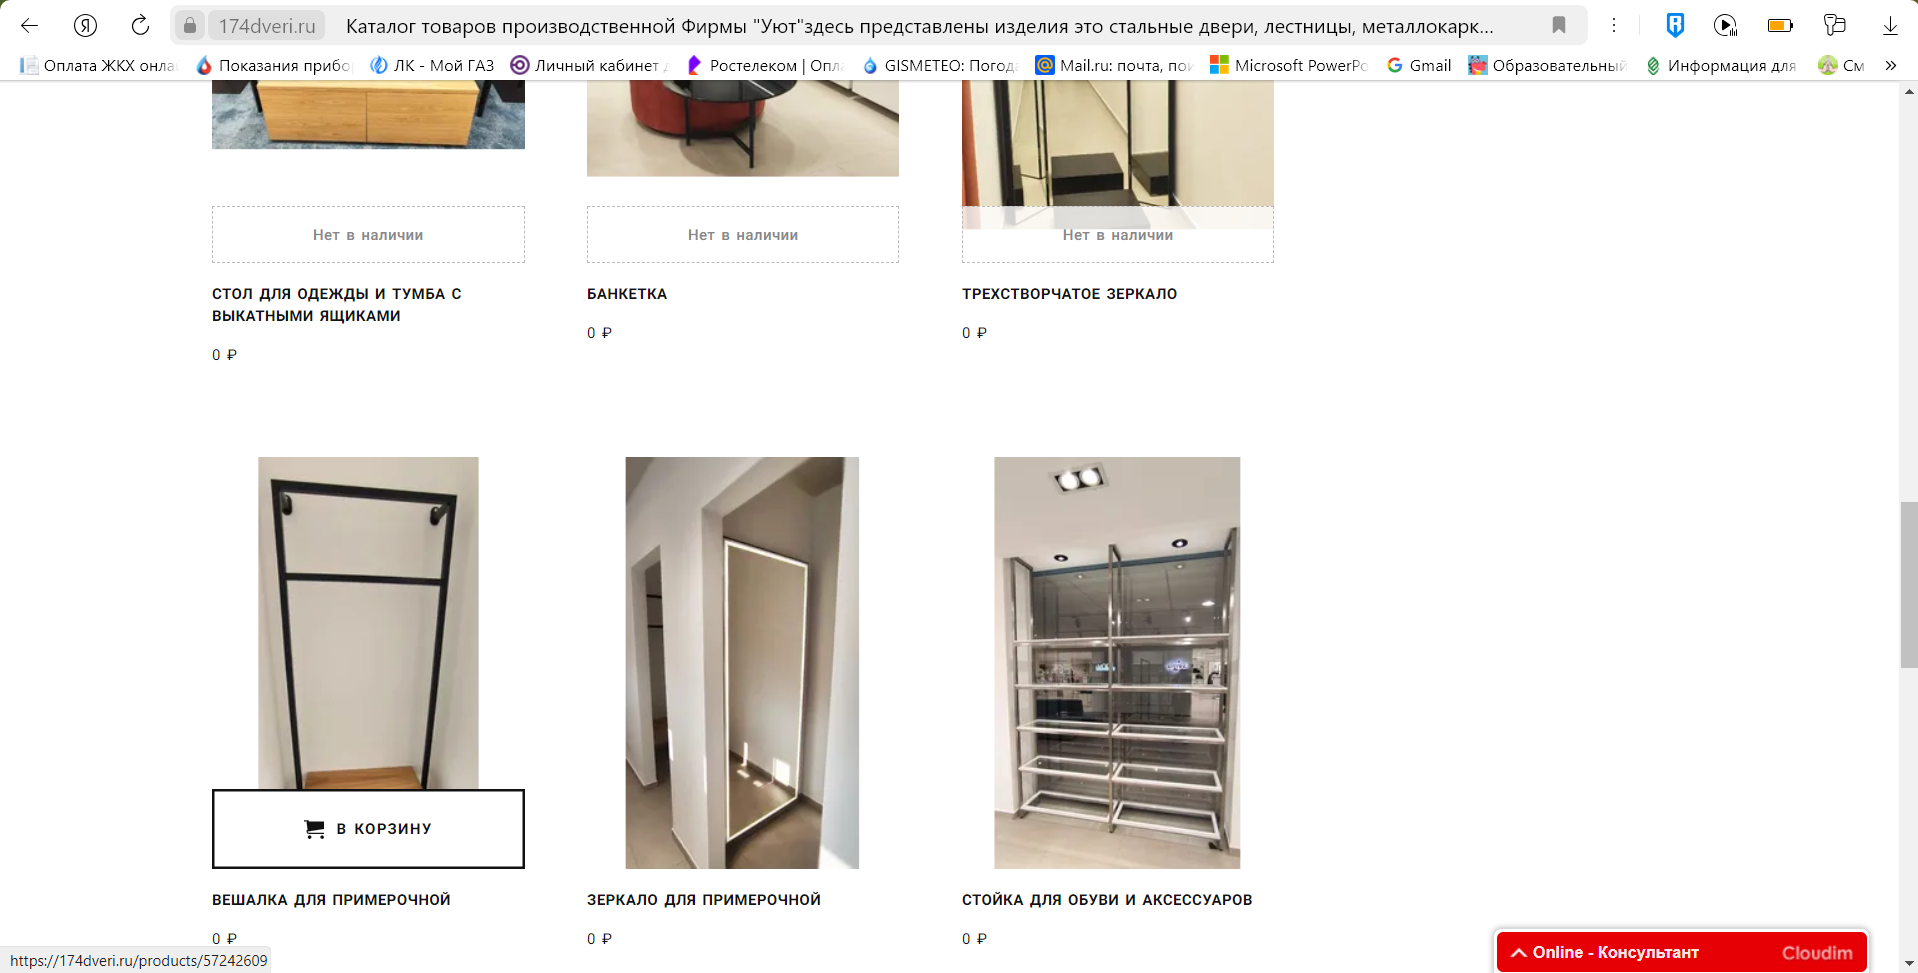 174dveri.ru
Каталог товаров производственной Фирмы "Уют"здесь представлены изделия это стальные двери, лестницы, металлокарк...
Оплата ЖКХ онла
Показания прибо
ЛК - Мой ГАЗ
Личный кабинет
Ростелеком | Опл
GISMETEO: Погода
Mail.ru: почта, пои
Microsoft PowerPo
Gmail
Образовательный
Информация для
См
»
Нет в наличии
Нет в наличии
Нет в наличии
СТОЛ ДЛЯ ОДЕЖДЫ И ТУМБА С
ВЫКАТНЫМИ ЯЩИКАМИ
0 ₽
БАНКЕТКА
0 ₽
ТРЕХСТВОРЧАТОЕ ЗЕРКАЛО
0 ₽
В КОРЗИНУ
ВЕШАЛКА ДЛЯ ПРИМЕРОЧНОЙ
0 ₽
ЗЕРКАЛО ДЛЯ ПРИМЕРОЧНОЙ
0 ₽
СТОЙКА ДЛЯ ОБУВИ И АКСЕССУАРОВ
0 ₽
https://174dveri.ru/products/57242609
Online - Консультант
Cloudim